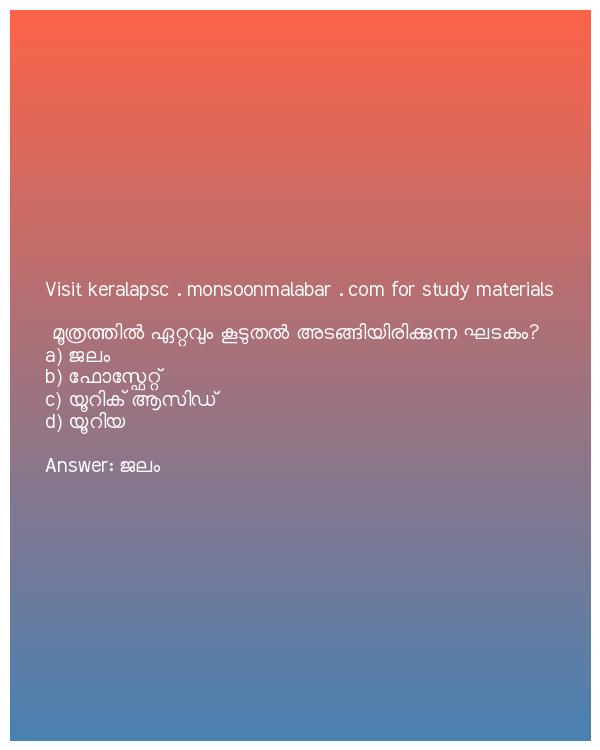 Visit keralapsc . monsoonmalabar . com for study materials
മൂത്രത്തിൽ ഏറ്റവും കൂടുതൽ അടങ്ങിയിരിക്കുന്ന ഘടകം?
a) ജലം
b) ഫോസ്ഫേറ്റ്
c) യൂറിക് ആസിഡ്
d) യൂറിയ
Answer: ജലം